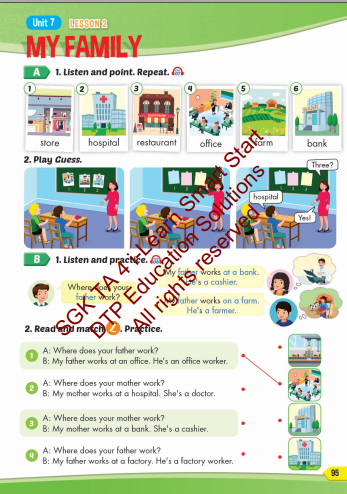 Unit 7
LESSON 2
MY FAMILY
A
1. Listen and point. Repeat.
1
2
3
4
5
6
store
hospital
restaurant
office
farm
bank
2. Play Guess.
Three?
hospital
Yes!
B
1. Listen and practice.
Where does your
father work?
My father works at a bank.
He's a cashier.
My father works on a farm.
He's a farmer.
2. Read and match. Practice.
1
A: Where does your father work?
B: My father works at an office. He's an office worker.
2
A: Where does your mother work?
B: My mother works at a hospital. She's a doctor.
3
A: Where does your mother work?
B: My mother works at a bank. She's a cashier.
4
A: Where does your father work?
B: My father works at a factory. He's a factory worker.
SGK TA 4 i-Learn Smart Start
DTP Education Solutions
All rights reserved
95